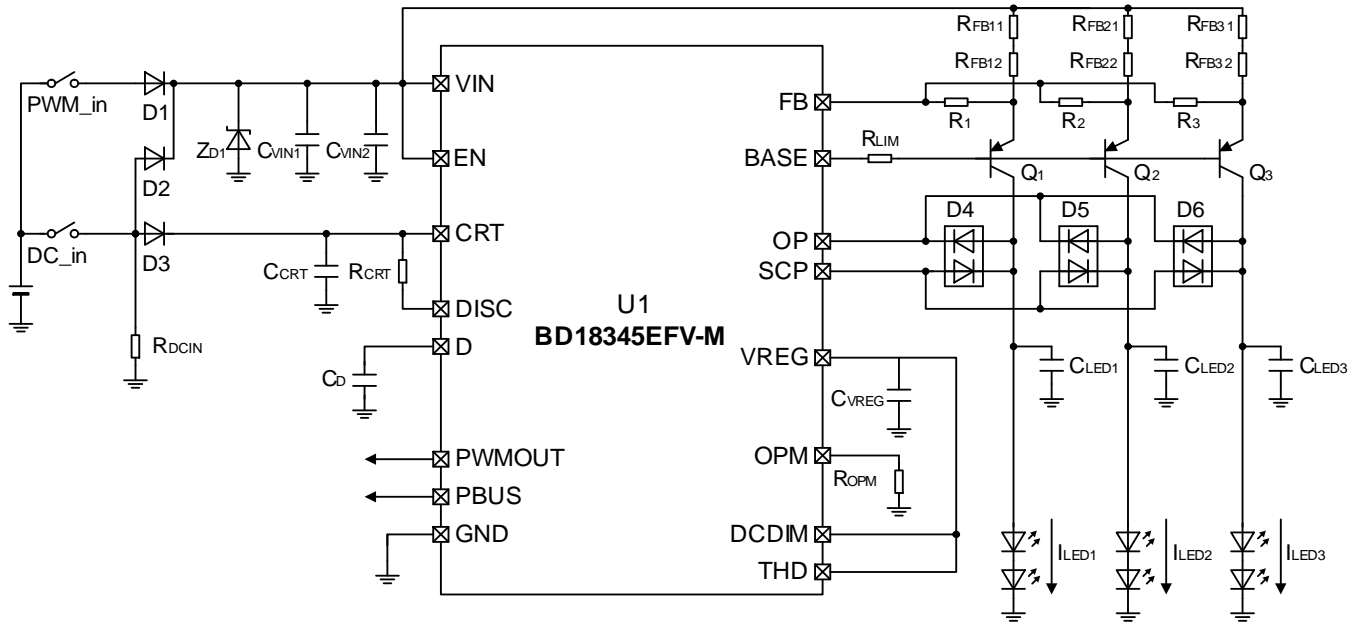 RFB11
RFB21
RFB31
RFB12
RFB22
RFB32
PWM_in
D1
VIN
FB
R1
R2
R3
ZD1
CVIN1
CVIN2
RLIM
D2
EN
BASE
Q1
Q2
Q3
D4
D5
D6
DC_in
D3
CRT
OP
CCRT
RCRT
SCP
U1
BD18345EFV-M
DISC
RDCIN
D
VREG
CD
CLED1
CLED2
CLED3
CVREG
PWMOUT
OPM
ROPM
PBUS
GND
DCDIM
ILED1
ILED2
ILED3
THD